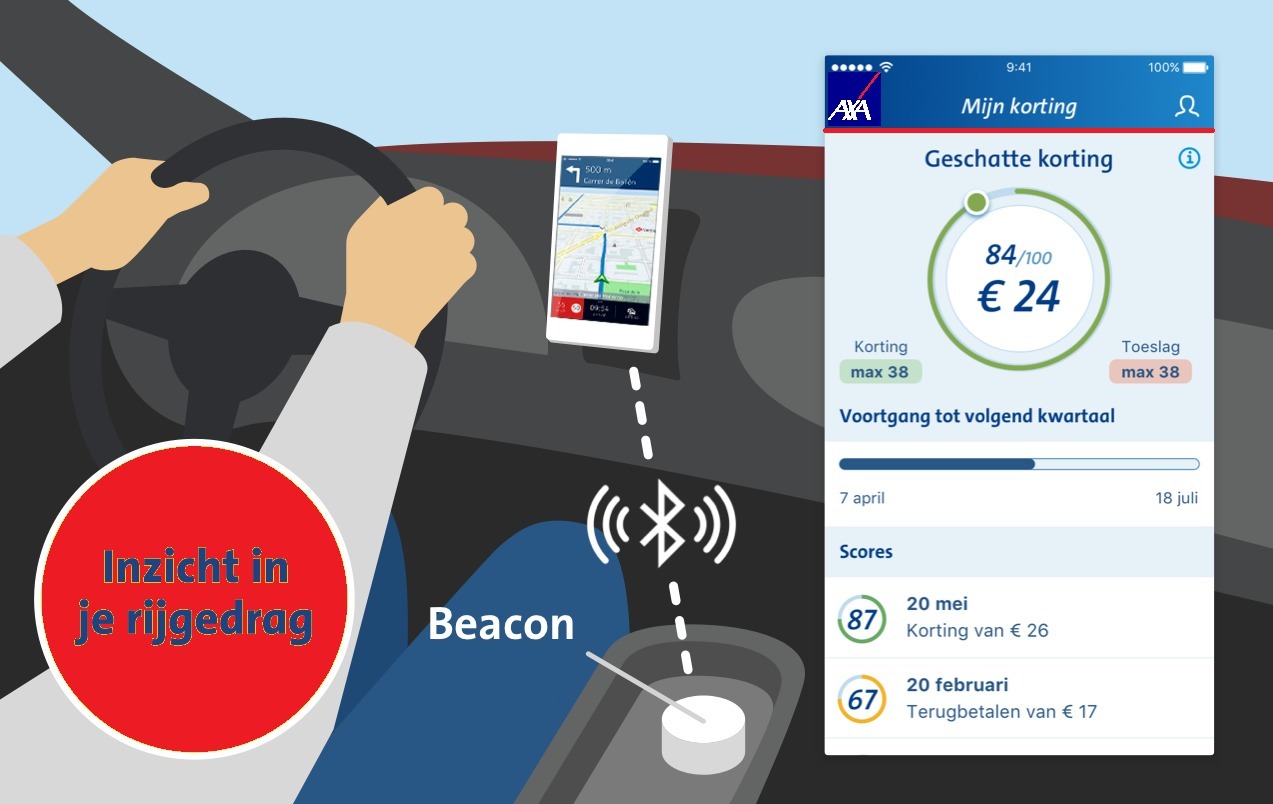 500 m
Carrer de Bailén
09:54
Inzicht in
je rijgedrag
Beacon
9:41
100%
AXA
Mijn korting
Geschatte korting
84/100
€ 24
Korting
max 38
Toeslag
max 38
Voortgang tot volgend kwartaal
7 april
18 juli
Scores
87
20 mei
Korting van € 26
67
20 februari
Terugbetalen van € 17